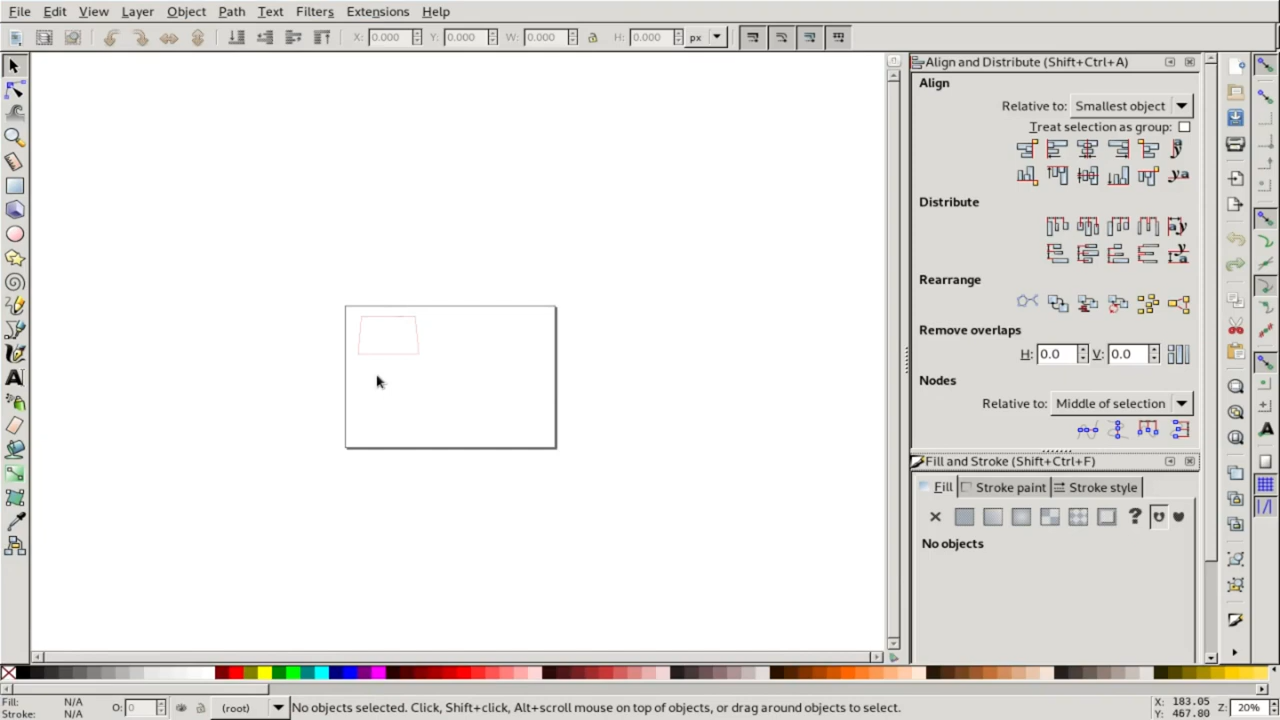 File Edit View Layer Object Path Text Filters Extensions Help
X: 0.000 Y: 0.000 W: 0.000 H: 0.000 px
Align and Distribute (Shift+Ctrl+A)
Align
Relative to: Smallest object
Treat selection as group:
Distribute
Rearrange
Remove overlaps
H: 0.0 V: 0.0
Nodes
Relative to: Middle of selection
Fill and Stroke (Shift+Ctrl+F)
Fill Stroke paint Stroke style
No objects
Fill: N/A
Stroke: N/A
O: 0 (root) No objects selected. Click, Shift+click, Alt+scroll mouse on top of objects, or drag around objects to select.
X: 183.05
Y: 467.80
Z: 20%